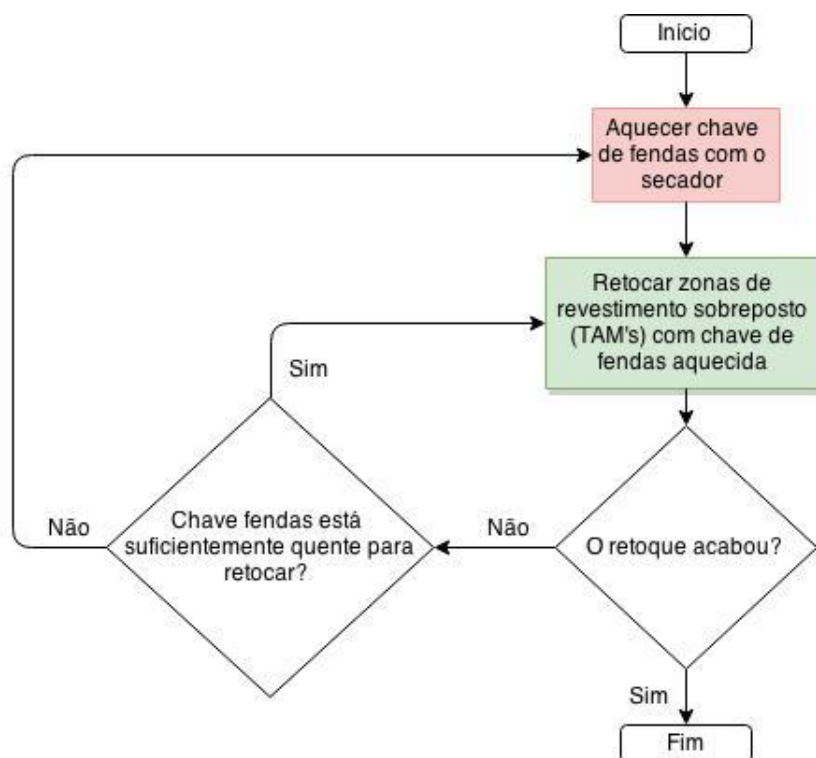 Início
Aquecer chave
de fendas com o
secador
Retocar zonas de
revestimento sobreposto
(TAM's) com chave de
fendas aquecida
Sim
Não
Chave fendas está
suficientemente quente para
retocar?
Não
O retoque acabou?
Sim
Fim